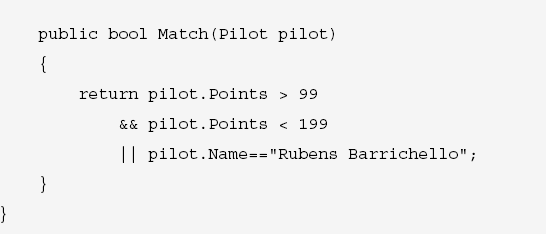 public bool Match(Pilot pilot)
{
return pilot.Points > 99
&& pilot.Points < 199
|| pilot.Name=="Rubens Barrichello";
}
}